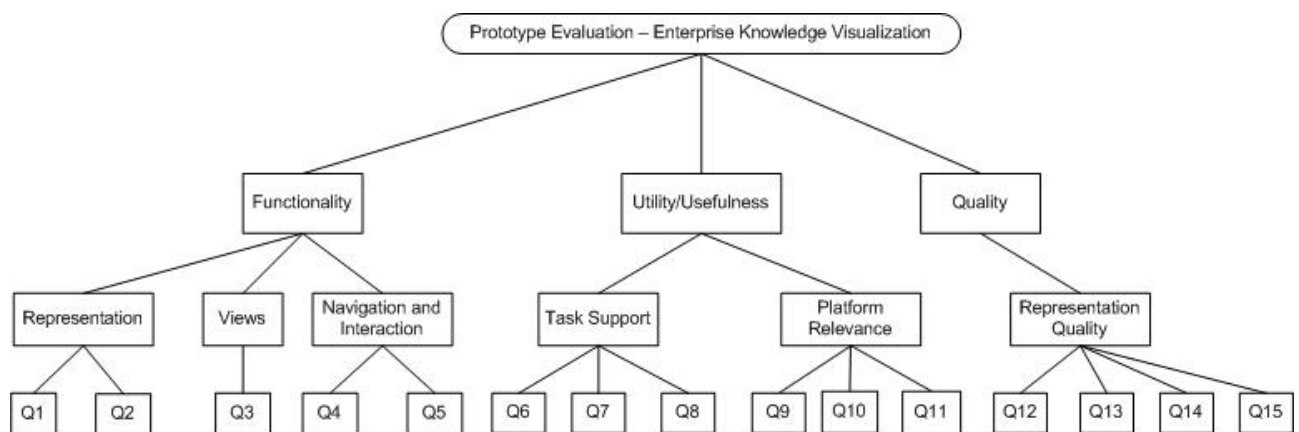 Prototype Evaluation – Enterprise Knowledge Visualization
Functionality
Utility/Usefulness
Quality
Representation
Views
Navigation and
Interaction
Task Support
Platform
Relevance
Representation
Quality
Q1
Q2
Q3
Q4
Q5
Q6
Q7
Q8
Q9
Q10
Q11
Q12
Q13
Q14
Q15